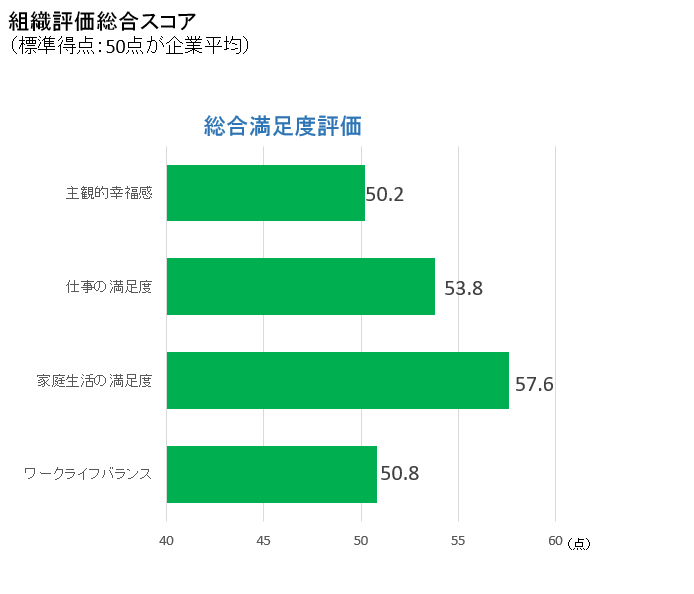 組織評価総合スコア
（標準得点：50点が企業平均）
総合満足度評価
主観的幸福感
50.2
仕事の満足度
53.8
家庭生活の満足度
57.6
ワークライフバランス
50.8
40 45 50 55 60 （点）